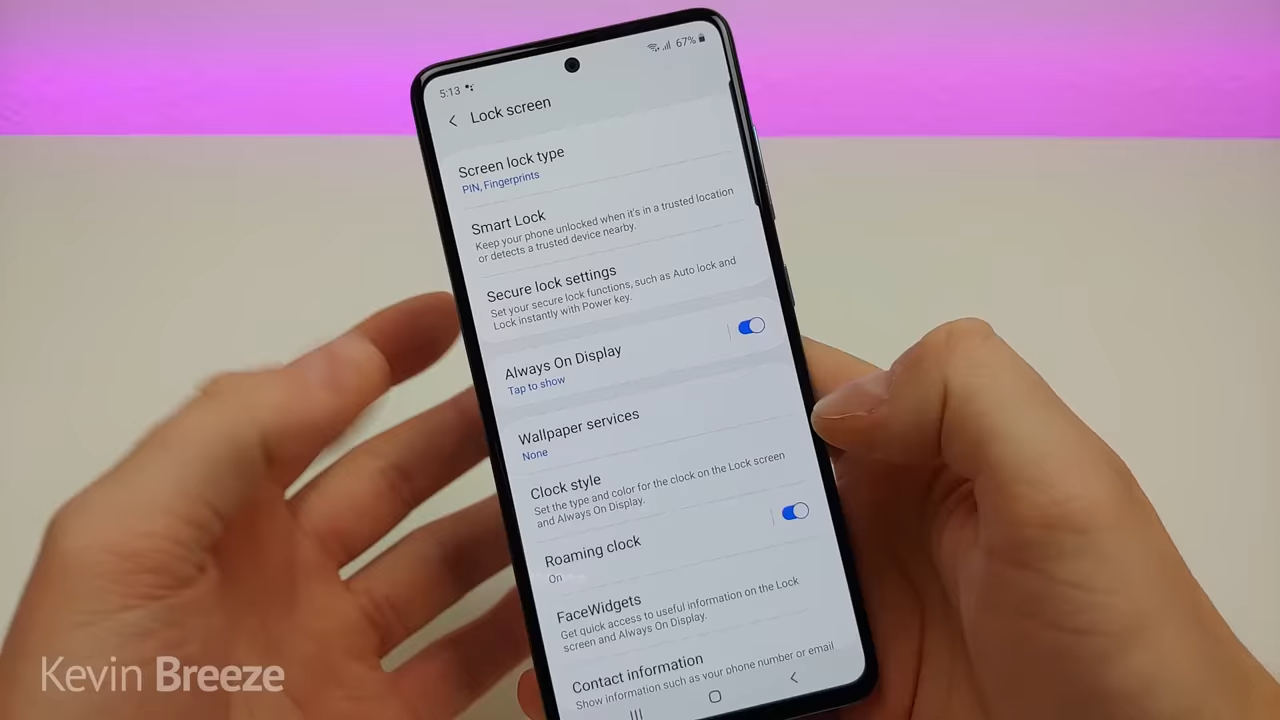 5:13
67%
Lock screen
Screen lock type
PIN, Fingerprints
Smart Lock
Keep your phone unlocked when it's in a trusted location
or detects a trusted device nearby.
Secure lock settings
Set your secure lock functions, such as Auto lock and
Lock instantly with Power key.
Always On Display
Tap to show
Wallpaper services
None
Clock style
Set the type and color for the clock on the Lock screen
and Always On Display.
Roaming clock
On
FaceWidgets
Get quick access to useful information on the Lock
screen and Always On Display.
Contact information
Show information such as your phone number or email
Kevin Breeze